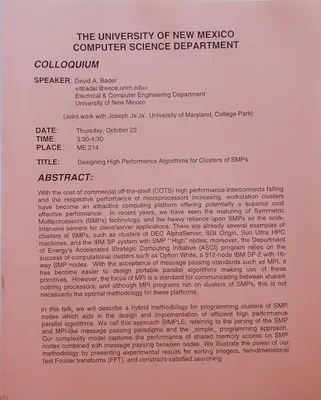 THE UNIVERSITY OF NEW MEXICO
COMPUTER SCIENCE DEPARTMENT
COLLOQUIUM
SPEAKER: David A. Bader
<dbader@eece.unm.edu>
Electrical & Computer Engineering Department
University of New Mexico
(Joint work with Joseph Ja'Ja', University of Maryland, College Park)
DATE: Thursday, October 22
TIME: 3:30-4:30
PLACE: ME 214
TITLE: Designing High Performance Algorithms for Clusters of SMPs
ABSTRACT:
With the cost of commercial off-the-shelf (COTS) high performance interconnects falling
and the respective performance of microprocessors increasing, workstation clusters
have become an attractive computing platform offering potentially a superior cost
effective performance. In recent years, we have seen the maturing of Symmetric
Multiprocessors (SMPs) technology, and the heavy reliance upon SMPs as the work-
intensive servers for client/server applications. There are already several examples
of clusters of SMPs, such as clusters of DEC AlphaServer, SGI Origin, Sun Ultra HPC
machines, and the IBM SP system with SMP "High" nodes; moreover, the Department
of Energy's Accelerated Strategic Computing Initiative (ASCI) program relies on the
success of computational clusters such as Option White, a 512-node IBM SP-2 with 16-
way SMP nodes. With the acceptance of message passing standards such as MPI, it
has become easier to design portable parallel algorithms making use of these
primitives. However, the focus of MPI is a standard for communicating between shared-
nothing processors, and although MPI programs run on clusters of SMPs, this is not
necessarily the optimal methodology for these platforms.
In this talk, we will describe a hybrid methodology for programming clusters of SMP
nodes which aids in the design and implementation of efficient high performance
parallel algorithms. We call this approach SIMPLE, referring to the joining of the SMP
and MPI-like message passing paradigms and the _simple_ programming approach.
Our complexity model captures the performance of shared memory access on SMP
nodes combined with message passing between nodes. We illustrate the power of our
methodology by presenting experimental results for sorting integers, two-dimensional
fast Fourier transforms (FFT), and constraint-satisfied searching.